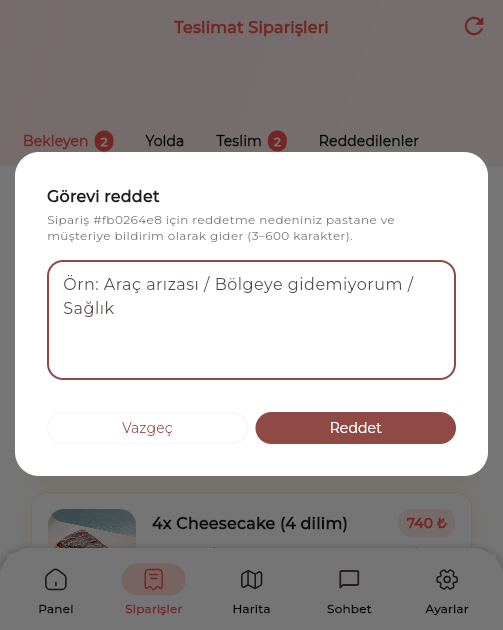 Teslimat Siparişleri
Bekleyen 2 Yolda Teslim 2 Reddedilenler
Görevi reddet
Sipariş #fb0264e8 için reddetme nedeniniz pastane ve
müşteriye bildirim olarak gider (3–600 karakter).
Örn: Araç arızası / Bölgeye gidemiyorum /
Sağlık
Vazgeç Reddet
4x Cheesecake (4 dilim) 740 ₺
Panel Siparişler Harita Sohbet Ayarlar